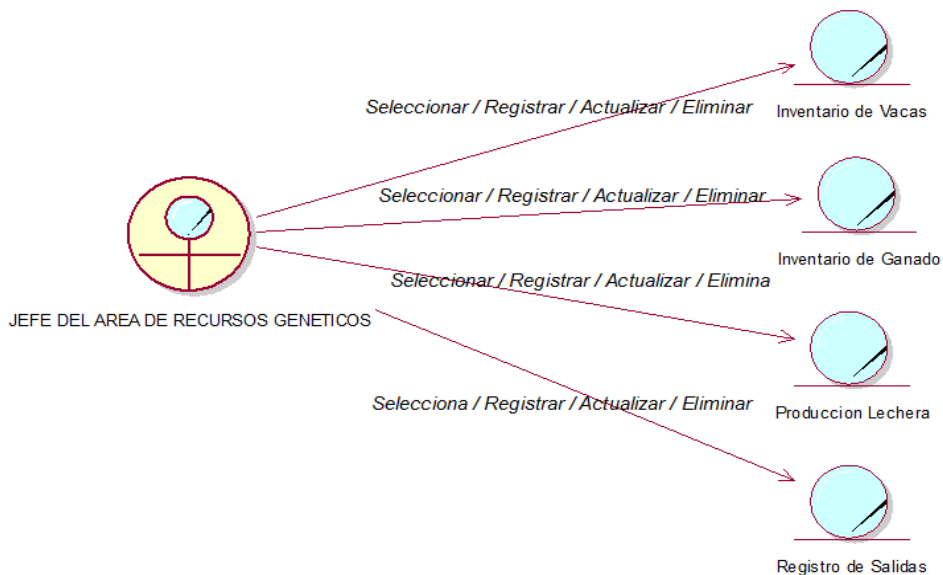 Seleccionar / Registrar / Actualizar / Eliminar
Inventario de Vacas
Seleccionar / Registrar / Actualizar / Eliminar
Inventario de Ganado
Seleccionar / Registrar / Actualizar / Elimina
JEFE DEL AREA DE RECURSOS GENETICOS
Selecciona / Registrar / Actualizar / Eliminar
Produccion Lechera
Registro de Salidas